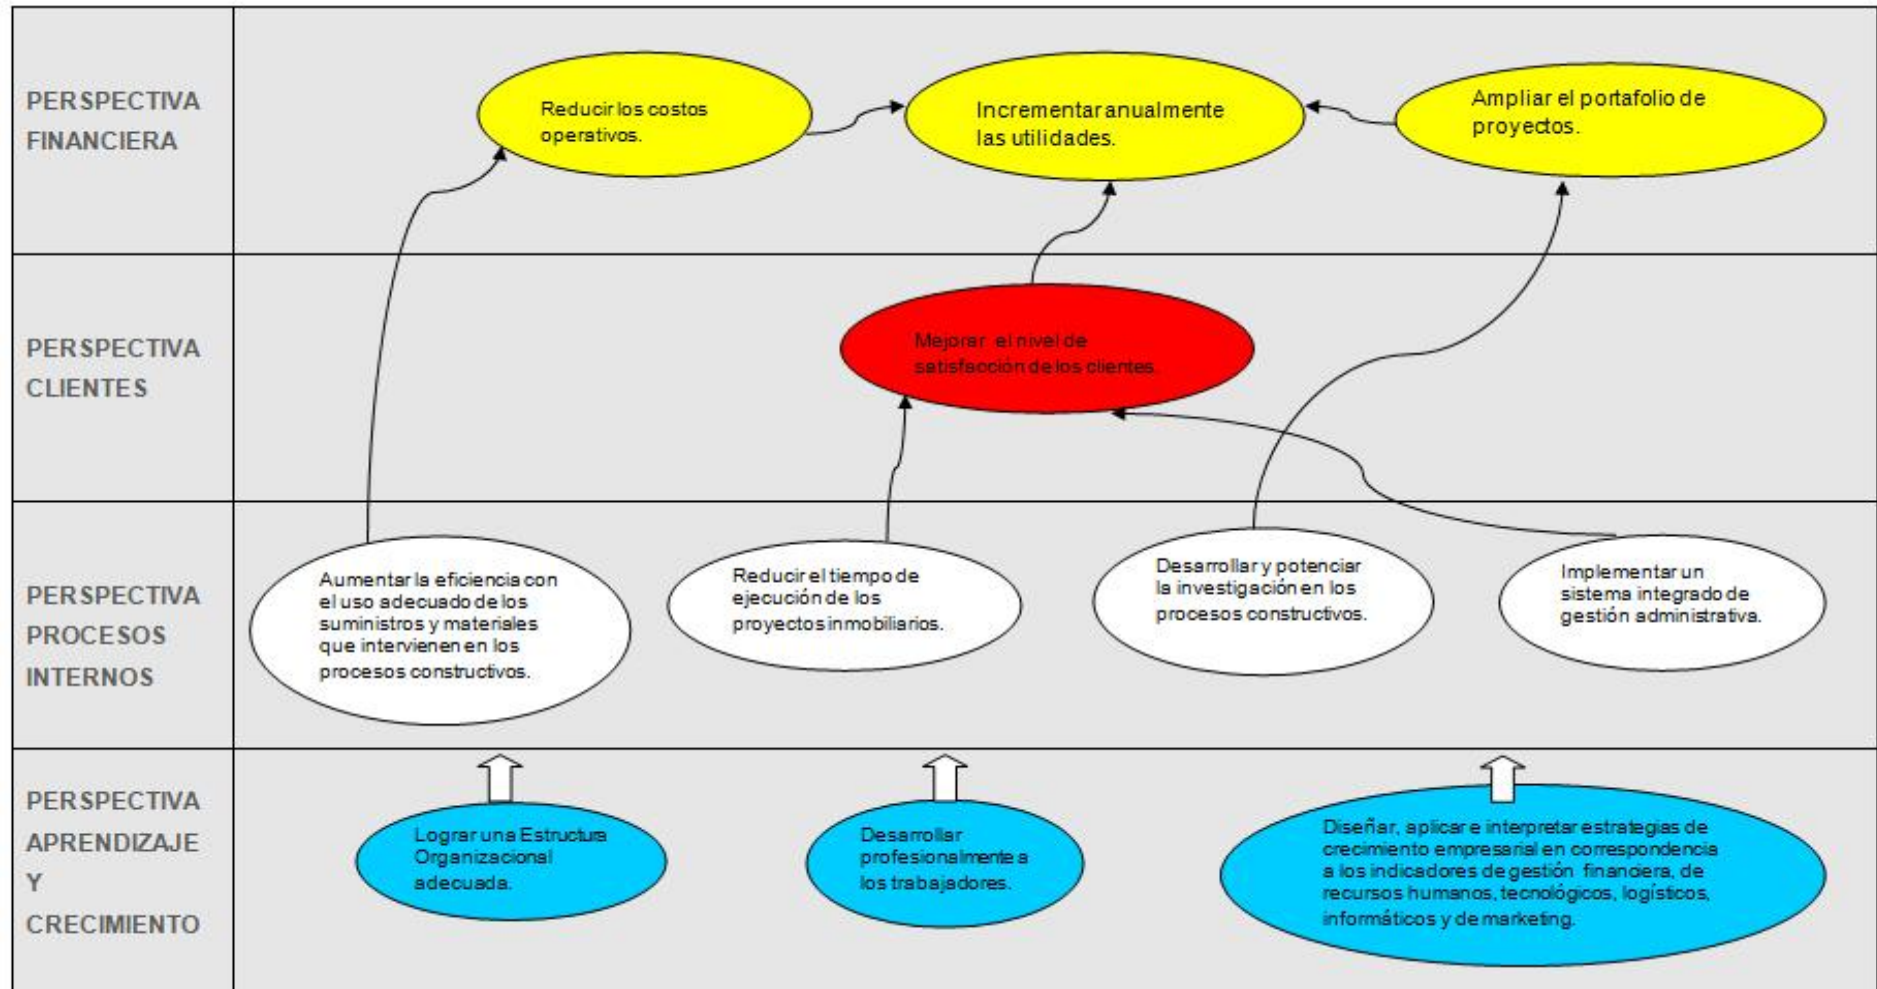 PERSPECTIVA
FINANCIERA
Reducir los costos
operativos.
Incrementar anualmente
las utilidades.
Ampliar el portafolio de
proyectos.
PERSPECTIVA
CLIENTES
Mejorar el nivel de
satisfacción de los clientes.
PERSPECTIVA
PROCESOS
INTERNOS
Aumentar la eficiencia con
el uso adecuado de los
suministros y materiales
que intervienen en los
procesos constructivos.
Reducir el tiempo de
ejecución de los
proyectos inmobiliarios.
Desarrollar y potenciar
la investigación en los
procesos constructivos.
Implementar un
sistema integrado de
gestión administrativa.
PERSPECTIVA
APRENDIZAJE
Y
CRECIMIENTO
Lograr una Estructura
Organizacional
adecuada.
Desarrollar
profesionalmente a
los trabajadores.
Diseñar, aplicar e interpretar estrategias de
crecimiento empresarial en correspondencia
a los indicadores de gestión financiera, de
recursos humanos, tecnológicos, logísticos,
informáticos y de marketing.